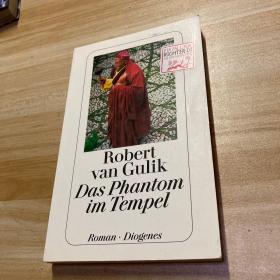 Robert
van Gulik
Das Phantom
im Tempel
Roman · Diogenes